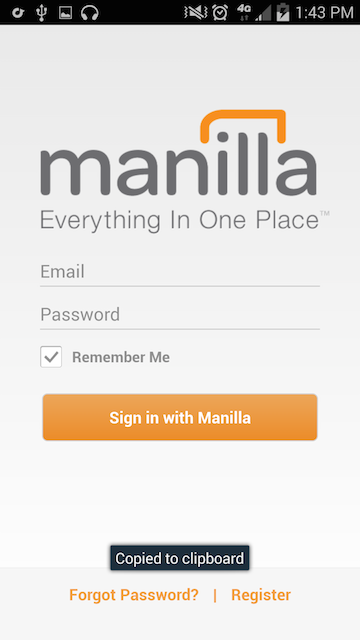 4G 1:43 PM
manilla
Everything In One Place™
Email
Password
Remember Me
Sign in with Manilla
Copied to clipboard
Forgot Password? | Register